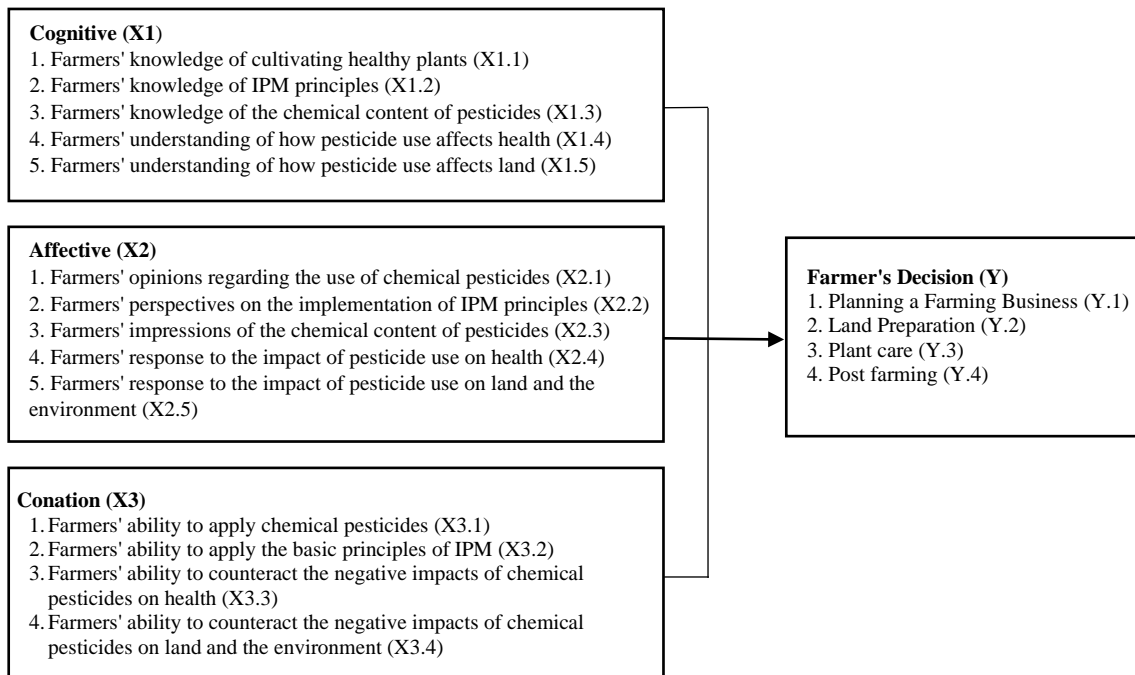 Cognitive (X1)
1. Farmers' knowledge of cultivating healthy plants (X1.1)
2. Farmers' knowledge of IPM principles (X1.2)
3. Farmers' knowledge of the chemical content of pesticides (X1.3)
4. Farmers' understanding of how pesticide use affects health (X1.4)
5. Farmers' understanding of how pesticide use affects land (X1.5)
Affective (X2)
1. Farmers' opinions regarding the use of chemical pesticides (X2.1)
2. Farmers' perspectives on the implementation of IPM principles (X2.2)
3. Farmers' impressions of the chemical content of pesticides (X2.3)
4. Farmers' response to the impact of pesticide use on health (X2.4)
5. Farmers' response to the impact of pesticide use on land and the
environment (X2.5)
Conation (X3)
1. Farmers' ability to apply chemical pesticides (X3.1)
2. Farmers' ability to apply the basic principles of IPM (X3.2)
3. Farmers' ability to counteract the negative impacts of chemical
pesticides on health (X3.3)
4. Farmers' ability to counteract the negative impacts of chemical
pesticides on land and the environment (X3.4)
Farmer's Decision (Y)
1. Planning a Farming Business (Y.1)
2. Land Preparation (Y.2)
3. Plant care (Y.3)
4. Post farming (Y.4)